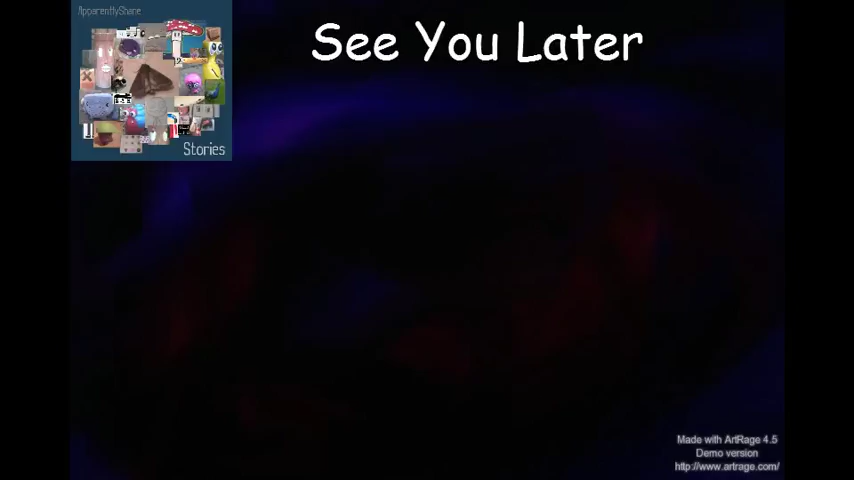 ApparentlyShane
See You Later
Stories
Made with ArtRage 4.5
Demo version
http://www.artrage.com/